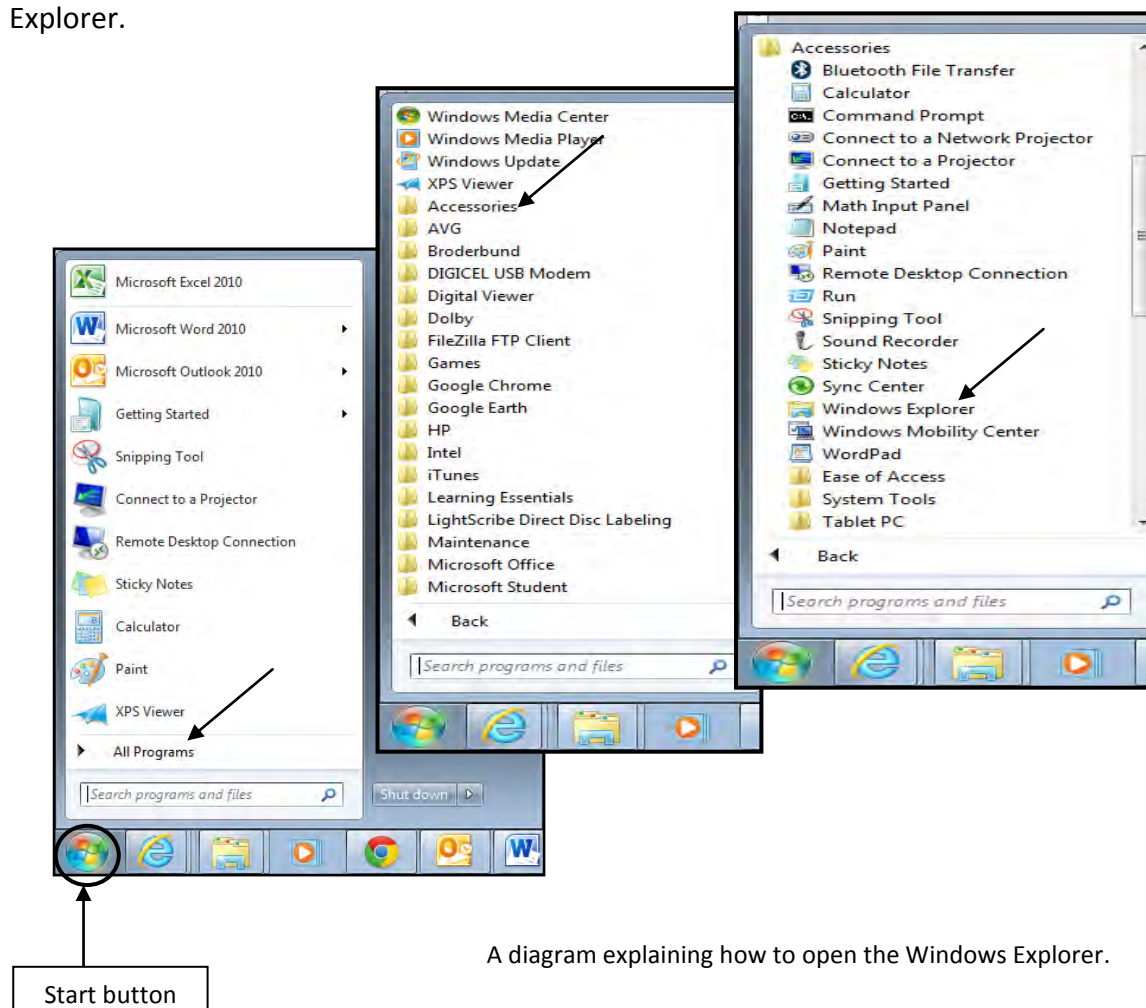 Explorer.
Microsoft Excel 2010
Microsoft Word 2010
Microsoft Outlook 2010
Getting Started
Snipping Tool
Connect to a Projector
Remote Desktop Connection
Sticky Notes
Calculator
Paint
XPS Viewer
All Programs
Search programs and files
Shut down
Start button
Windows Media Center
Windows Media Player
Windows Update
XPS Viewer
Accessories
AVG
Broderbund
DIGICEL USB Modem
Digital Viewer
Dolby
FileZilla FTP Client
Games
Google Chrome
Google Earth
HP
Intel
iTunes
Learning Essentials
LightScribe Direct Disc Labeling
Maintenance
Microsoft Office
Microsoft Student
Back
Search programs and files
Accessories
Bluetooth File Transfer
Calculator
Command Prompt
Connect to a Network Projector
Connect to a Projector
Getting Started
Math Input Panel
Notepad
Paint
Remote Desktop Connection
Run
Snipping Tool
Sound Recorder
Sticky Notes
Sync Center
Windows Explorer
Windows Mobility Center
WordPad
Ease of Access
System Tools
Tablet PC
Back
Search programs and files
A diagram explaining how to open the Windows Explorer.